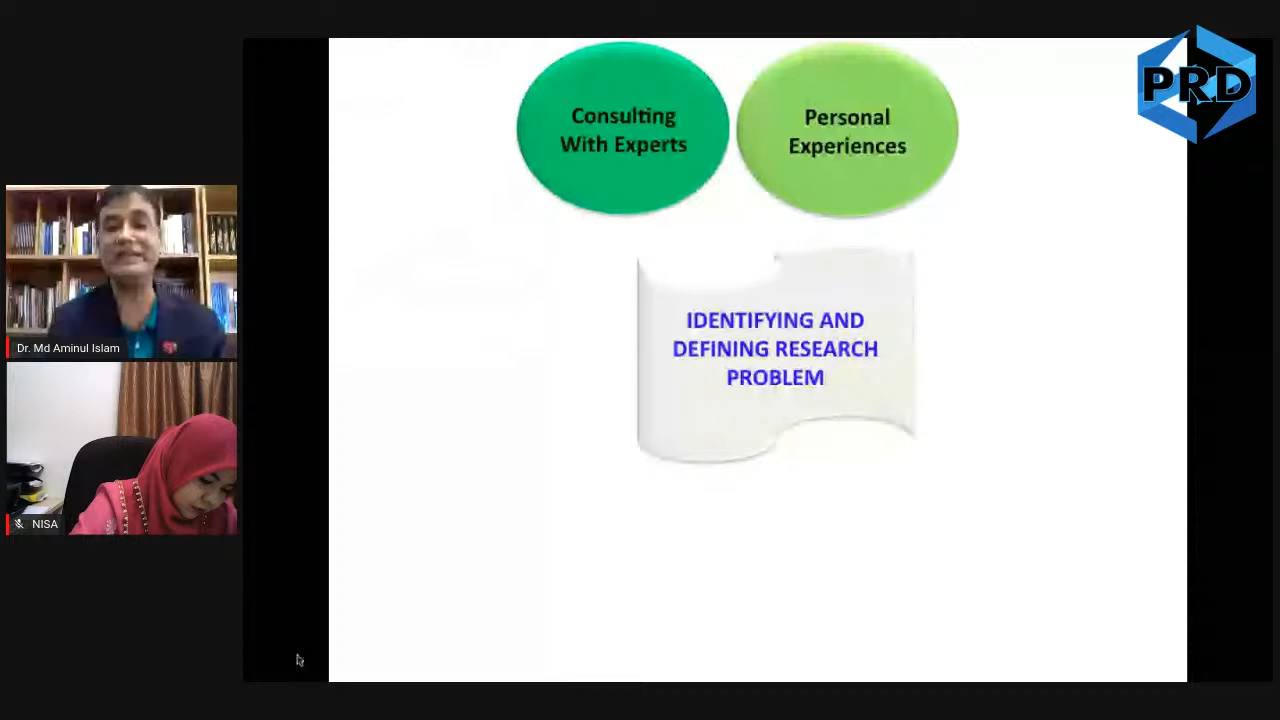 Consulting
With Experts
Personal
Experiences
PRD
IDENTIFYING AND
DEFINING RESEARCH
PROBLEM
Dr. Md Aminul Islam
NISA